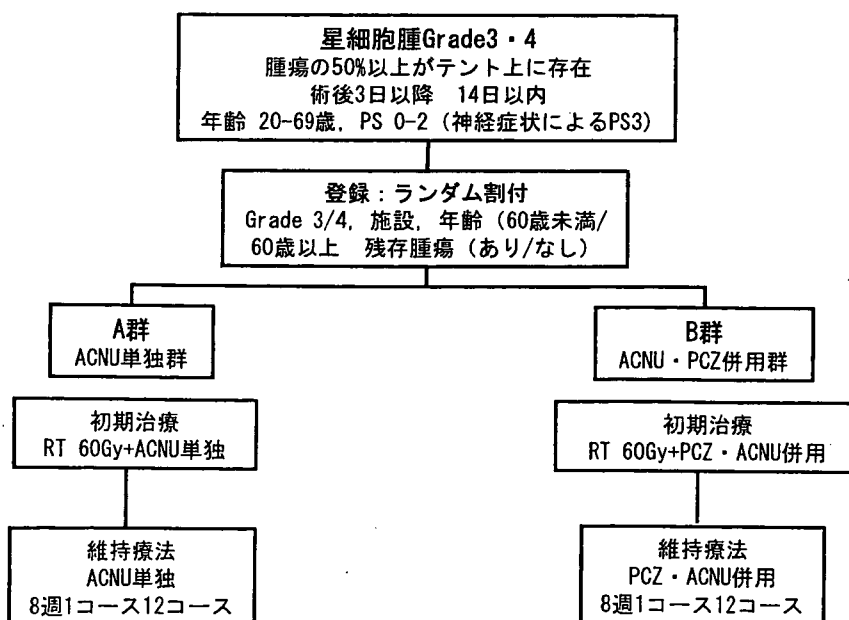 星細胞腫Grade3・4
腫瘍の50%以上がテント上に存在
術後3日以降 14日以内
年齢 20-69歳, PS 0-2 (神経症状によるPS3)
登録：ランダム割付
Grade 3/4, 施設, 年齢 (60歳未満/
60歳以上 残存腫瘍 (あり/なし)
A群
ACNU単独群
B群
ACNU・PCZ併用群
初期治療
RT 60Gy+ACNU単独
初期治療
RT 60Gy+PCZ・ACNU併用
維持療法
ACNU単独
8週1コース12コース
維持療法
PCZ・ACNU併用
8週1コース12コース